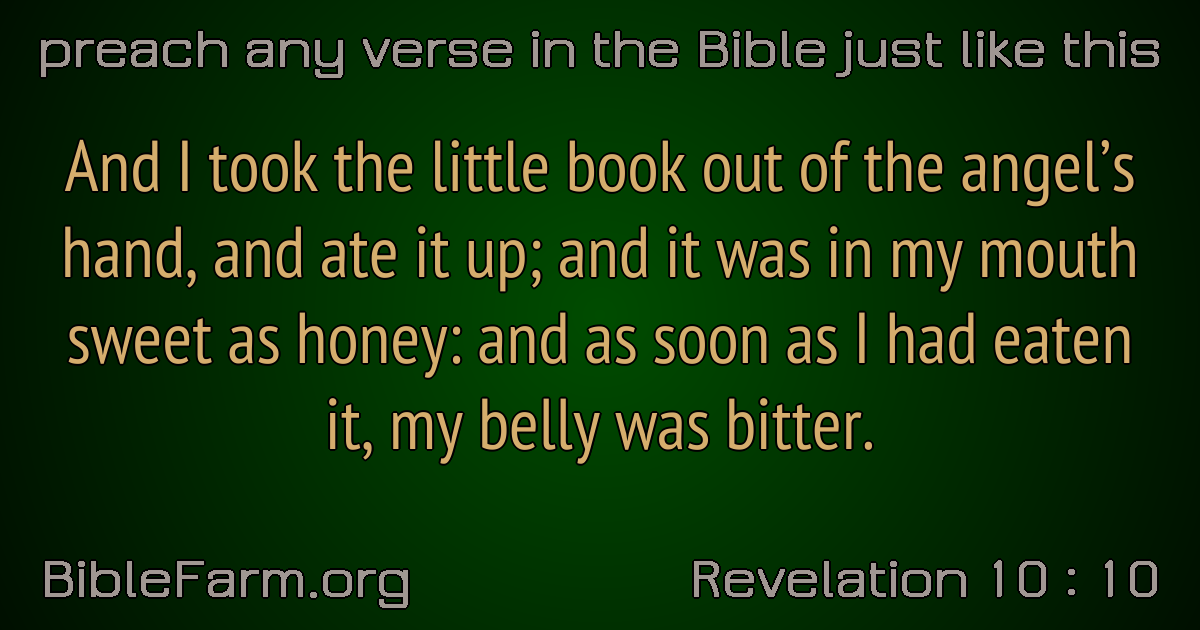 preach any verse in the Bible just like this
And I took the little book out of the angel’s
hand, and ate it up; and it was in my mouth
sweet as honey: and as soon as I had eaten
it, my belly was bitter.
BibleFarm.org
Revelation 10 : 10